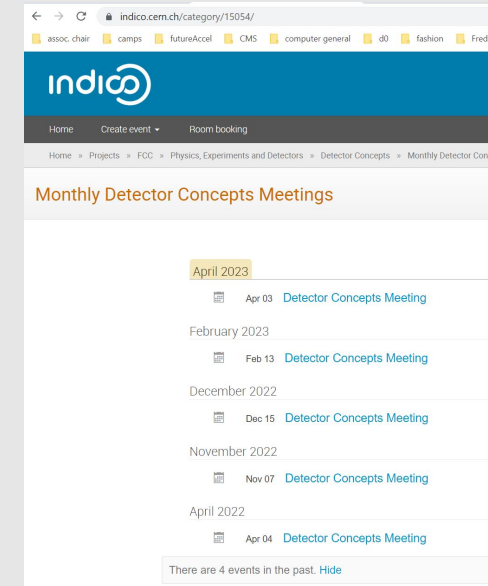 indico.cern.ch/category/15054/
assoc. chair camps futureAccel CMS computer general d0 fashion Fred
indico
Home Create event Room booking
Home » Projects » FCC » Physics, Experiments and Detectors » Detector Concepts » Monthly Detector Con
Monthly Detector Concepts Meetings
April 2023
Apr 03 Detector Concepts Meeting
February 2023
Feb 13 Detector Concepts Meeting
December 2022
Dec 15 Detector Concepts Meeting
November 2022
Nov 07 Detector Concepts Meeting
April 2022
Apr 04 Detector Concepts Meeting
There are 4 events in the past. Hide